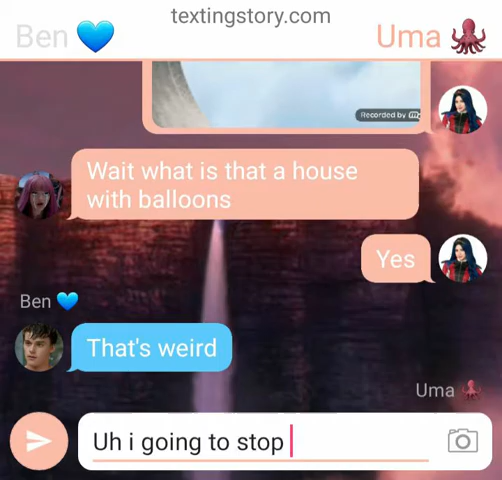 textingstory.com
Ben 💙
Uma 🐙
Recorded by
Wait what is that a house
with balloons
Yes
Ben 💙
That's weird
Uma 🐙
Uh i going to stop